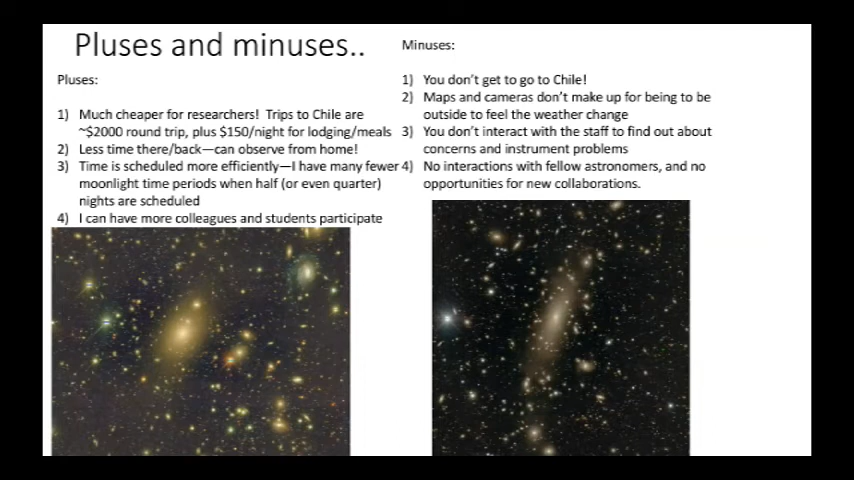 Pluses and minuses..
Pluses:
1) Much cheaper for researchers! Trips to Chile are
~$2000 round trip, plus $150/night for lodging/meals
2) Less time there/back—can observe from home!
3) Time is scheduled more efficiently—I have many fewer
moonlight time periods when half (or even quarter)
nights are scheduled
4) I can have more colleagues and students participate
Minuses:
1) You don't get to go to Chile!
2) Maps and cameras don't make up for being to be
outside to feel the weather change
3) You don't interact with the staff to find out about
concerns and instrument problems
4) No interactions with fellow astronomers, and no
opportunities for new collaborations.